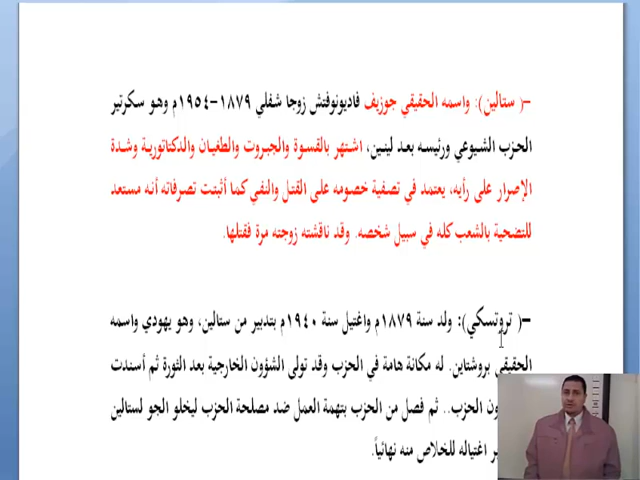 –( ستالين): واسمه الحقيقي جوزيف فاديونوفتش زوجا شفلي ١٨٧٩–١٩٥٤م وهو سكرتير
الحزب الشيوعي ورئيسه بعد لينين، اشتهر بالقسوة والجبروت والطغيان والدكتاتورية وشدة
الإصرار على رأيه، يعتمد في تصفية خصومه على القتل والنفي كما أثبتت تصرفاته أنه مستعد
للتضحية بالشعب كله في سبيل شخصه. وقد ناقشته زوجته مرة فقتلها.
–( تروتسكي): ولد سنة ١٨٧٩م واغتيل سنة ١٩٤٠م بتدبير من ستالين، وهو يهودي واسمه
الحقيقي بروشتاين. له مكانة هامة في الحزب وقد تولى الشؤون الخارجية بعد الثورة ثم أسندت
ون الحزب.. ثم فصل من الحزب بتهمة العمل ضد مصلحة الحزب ليخلو الجو لستالين
ر اغتياله للخلاص منه نهائياً.